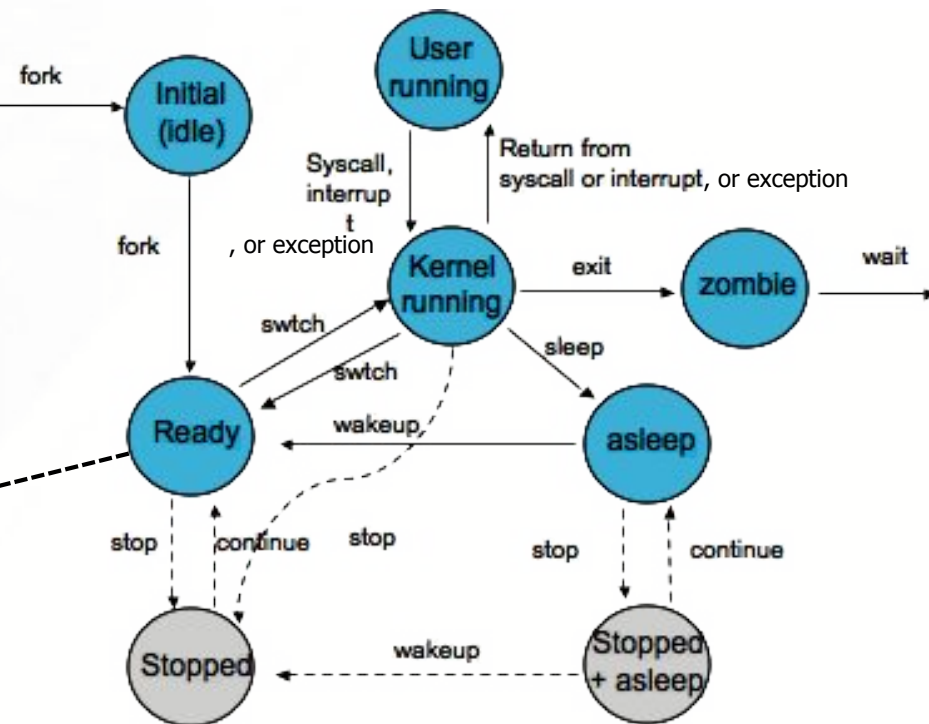 fork
Initial
(idle)
User
running
Syscall,
interrup
t
, or exception
Return from
syscall or interrupt, or exception
fork
Kernel
running
exit
zombie
wait
swtch
swtch
sleep
Ready
wakeup
asleep
stop
continue
stop
stop
continue
Stopped
wakeup
Stopped
+ asleep